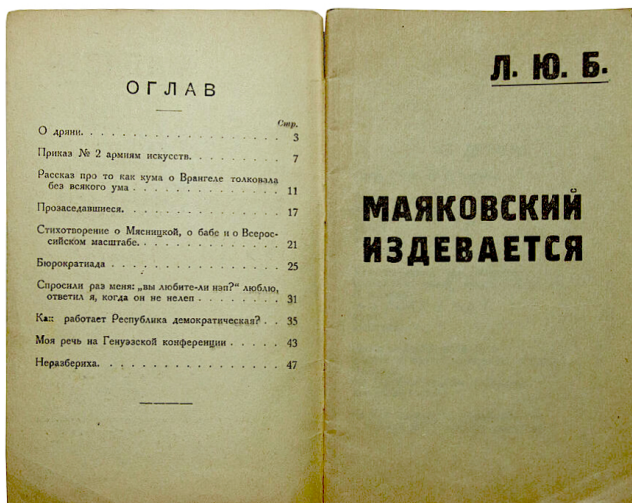 ОГЛАВ
Стр.
О дряни. . . . . . . . . . . . . . . . . . 3
Приказ № 2 армиям искусств. . . . . . . . . 7
Рассказ про то как кума о Врангеле толковала
без всякого ума . . . . . . . . . . . . . 11
Прозаседавшиеся. . . . . . . . . . . . . . 17
Стихотворение о Мясницкой, о бабе и о Всерос-
сийском масштабе. . . . . . . . . . . . . 21
Бюрократиада . . . . . . . . . . . . . . . 25
Спросили раз меня: „вы любите-ли нэп?“ люблю,
ответил я, когда он не нелеп . . . . . . . 31
Как работает Республика демократическая? . . 35
Моя речь на Генуэзской конференции . . . . . 43
Неразбериха. . . . . . . . . . . . . . . . 47
Л. Ю. Б.
МАЯКОВСКИЙ
ИЗДЕВАЕТСЯ